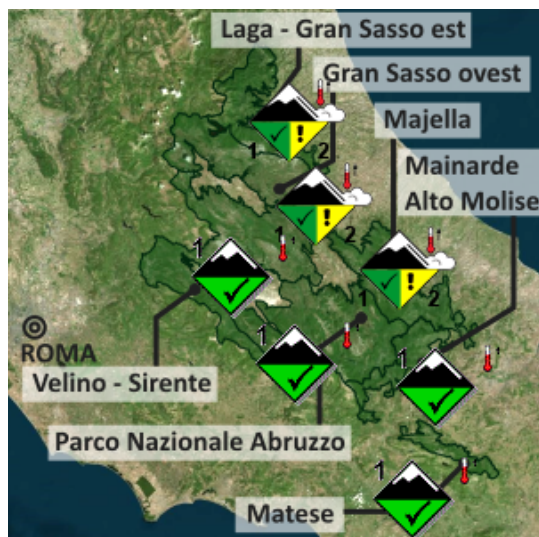 Laga - Gran Sasso est
Gran Sasso ovest
Majella
Mainarde
Alto Molise
! 
1 2
!
1 2
1
!
1 2
1
1
ROMA
Velino - Sirente
Parco Nazionale Abruzzo
1
Matese